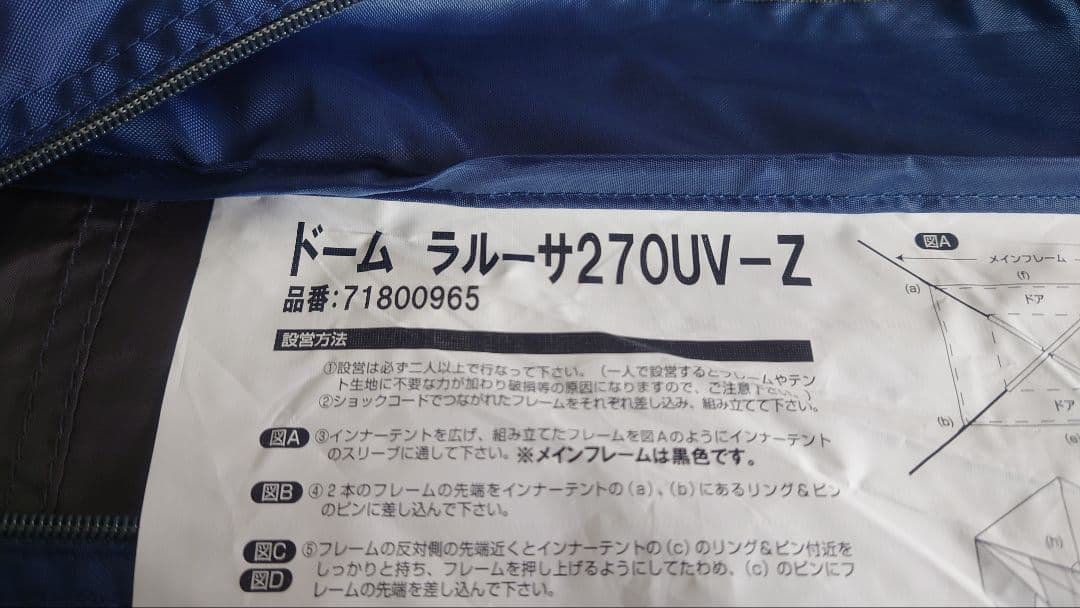 ドーム ラルーサ270UV-Z
品番:71800965
設営方法
①設営は必ず二人以上で行なって下さい。(一人で設営するとフレームやテン
ト生地に不要な力が加わり破損等の原因になりますので、ご注意下さい。)
②ショックコードでつながれたフレームをそれぞれ差し込み、組み立てて下さい。
図A ③インナーテントを広げ、組み立てたフレームを図Aのようにインナーテント
のスリーブに通して下さい。※メインフレームは黒色です。
図B ④2本のフレームの先端をインナーテントの(a)、(b)にあるリング&ピン
のピンに差し込んで下さい。
図C ⑤フレームの反対側の先端近くとインナーテントの(c)のリング&ピン付近を
図D しっかりと持ち、フレームを押し上げるようにしてたわめ、(c)のピンにフ
レームの先端を差し込んで下さい。
図A
メインフレーム
(f)
(a)
ドア
ドア
(b)